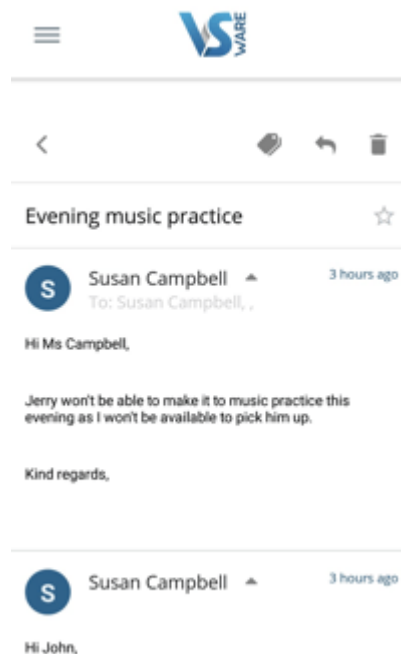 VSWARE
Evening music practice
S Susan Campbell 3 hours ago
To: Susan Campbell, ,
Hi Ms Campbell,
Jerry won't be able to make it to music practice this
evening as I won't be available to pick him up.
Kind regards,
S Susan Campbell 3 hours ago
Hi John,